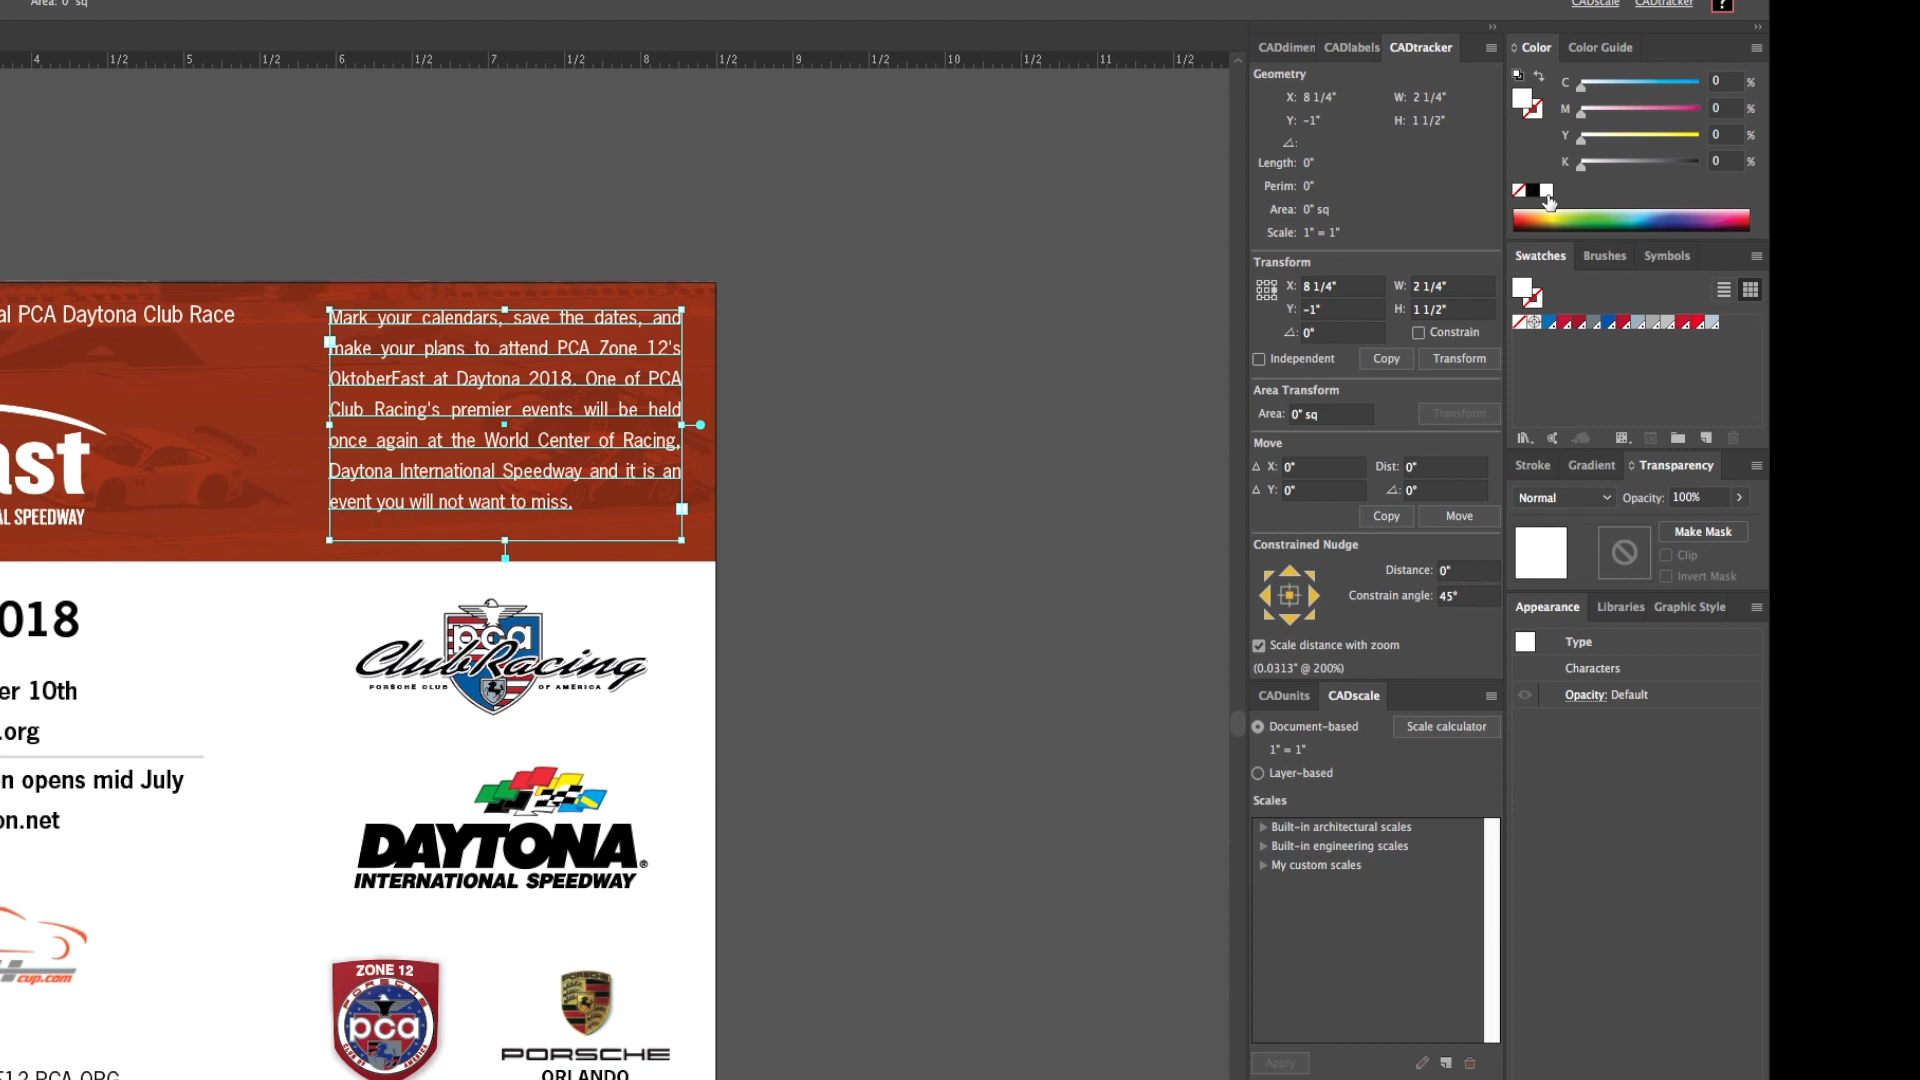 Area: 0" sq
CADscale CADtracker ?
4 1/2 5 1/2 6 1/2 7 1/2 8 1/2 9 1/2 10 1/2 11 1/2
CADdimen CADlabels CADtracker
Geometry
X: 8 1/4" W: 2 1/4"
Y: -1" H: 1 1/2"
Length: 0"
Perim: 0"
Area: 0" sq
Scale: 1" = 1"
Transform
X: 8 1/4" W: 2 1/4"
Y: -1" H: 1 1/2"
0° Constrain
Independent Copy Transform
Area Transform
Area: 0" sq Transform
Move
Δ X: 0" Dist: 0"
Δ Y: 0" 0°
Copy Move
Constrained Nudge
Distance: 0"
Constrain angle: 45°
Scale distance with zoom
(0.0313" @ 200%)
CADunits CADscale
Document-based Scale calculator
1" = 1"
Layer-based
Scales
Built-in architectural scales
Built-in engineering scales
My custom scales
Apply
Color Color Guide
C 0 %
M 0 %
Y 0 %
K 0 %
Swatches Brushes Symbols
Stroke Gradient Transparency
Normal Opacity: 100%
Make Mask
Clip
Invert Mask
Appearance Libraries Graphic Style
Type
Characters
Opacity: Default
al PCA Daytona Club Race
Mark your calendars, save the dates, and
make your plans to attend PCA Zone 12's
OktoberFast at Daytona 2018. One of PCA
Club Racing's premier events will be held
once again at the World Center of Racing,
Daytona International Speedway and it is an
event you will not want to miss.
ast
AL SPEEDWAY
018
er 10th
.org
n opens mid July
on.net
cup.com
pca
Club Racing
PORSCHE CLUB OF AMERICA
DAYTONA®
INTERNATIONAL SPEEDWAY
ZONE 12
PORSCHE
pca
CLUB OF AMERICA
PORSCHE
PORSCHE
ORLANDO
E12.PCA.ORG